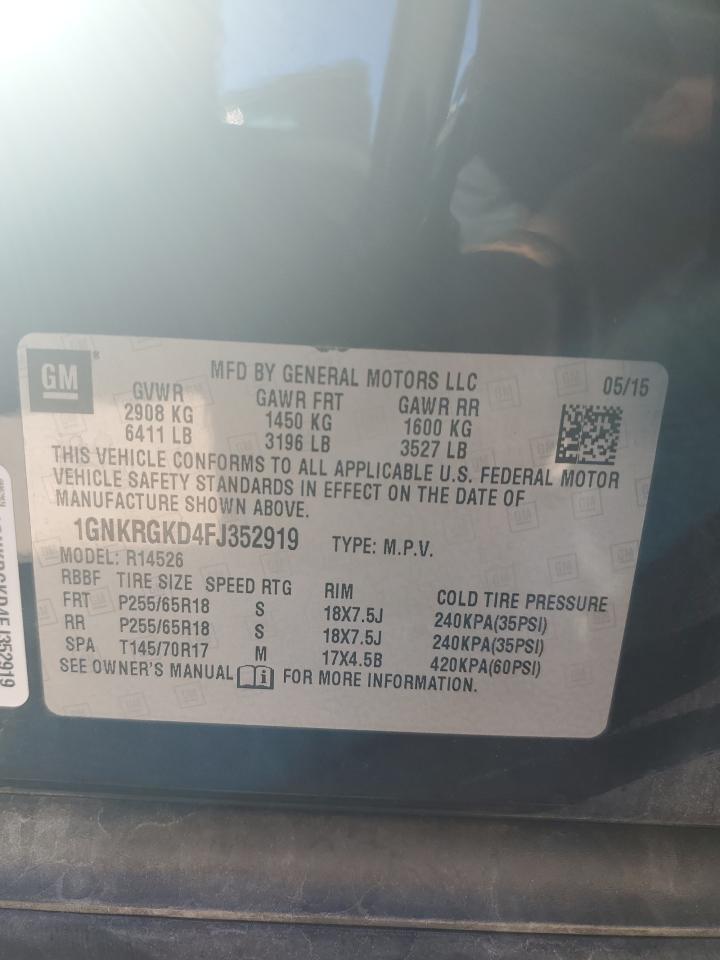 GM
MFD BY GENERAL MOTORS LLC 05/15
GVWR GAWR FRT GAWR RR
2908 KG 1450 KG 1600 KG
6411 LB 3196 LB 3527 LB
THIS VEHICLE CONFORMS TO ALL APPLICABLE U.S. FEDERAL MOTOR
VEHICLE SAFETY STANDARDS IN EFFECT ON THE DATE OF
MANUFACTURE SHOWN ABOVE.
1GNKRGKD4FJ352919 TYPE: M.P.V.
MODEL: R14526
RBBF TIRE SIZE SPEED RTG RIM COLD TIRE PRESSURE
FRT P255/65R18 S 18X7.5J 240KPA(35PSI)
RR P255/65R18 S 18X7.5J 240KPA(35PSI)
SPA T145/70R17 M 17X4.5B 420KPA(60PSI)
SEE OWNER'S MANUAL i FOR MORE INFORMATION.